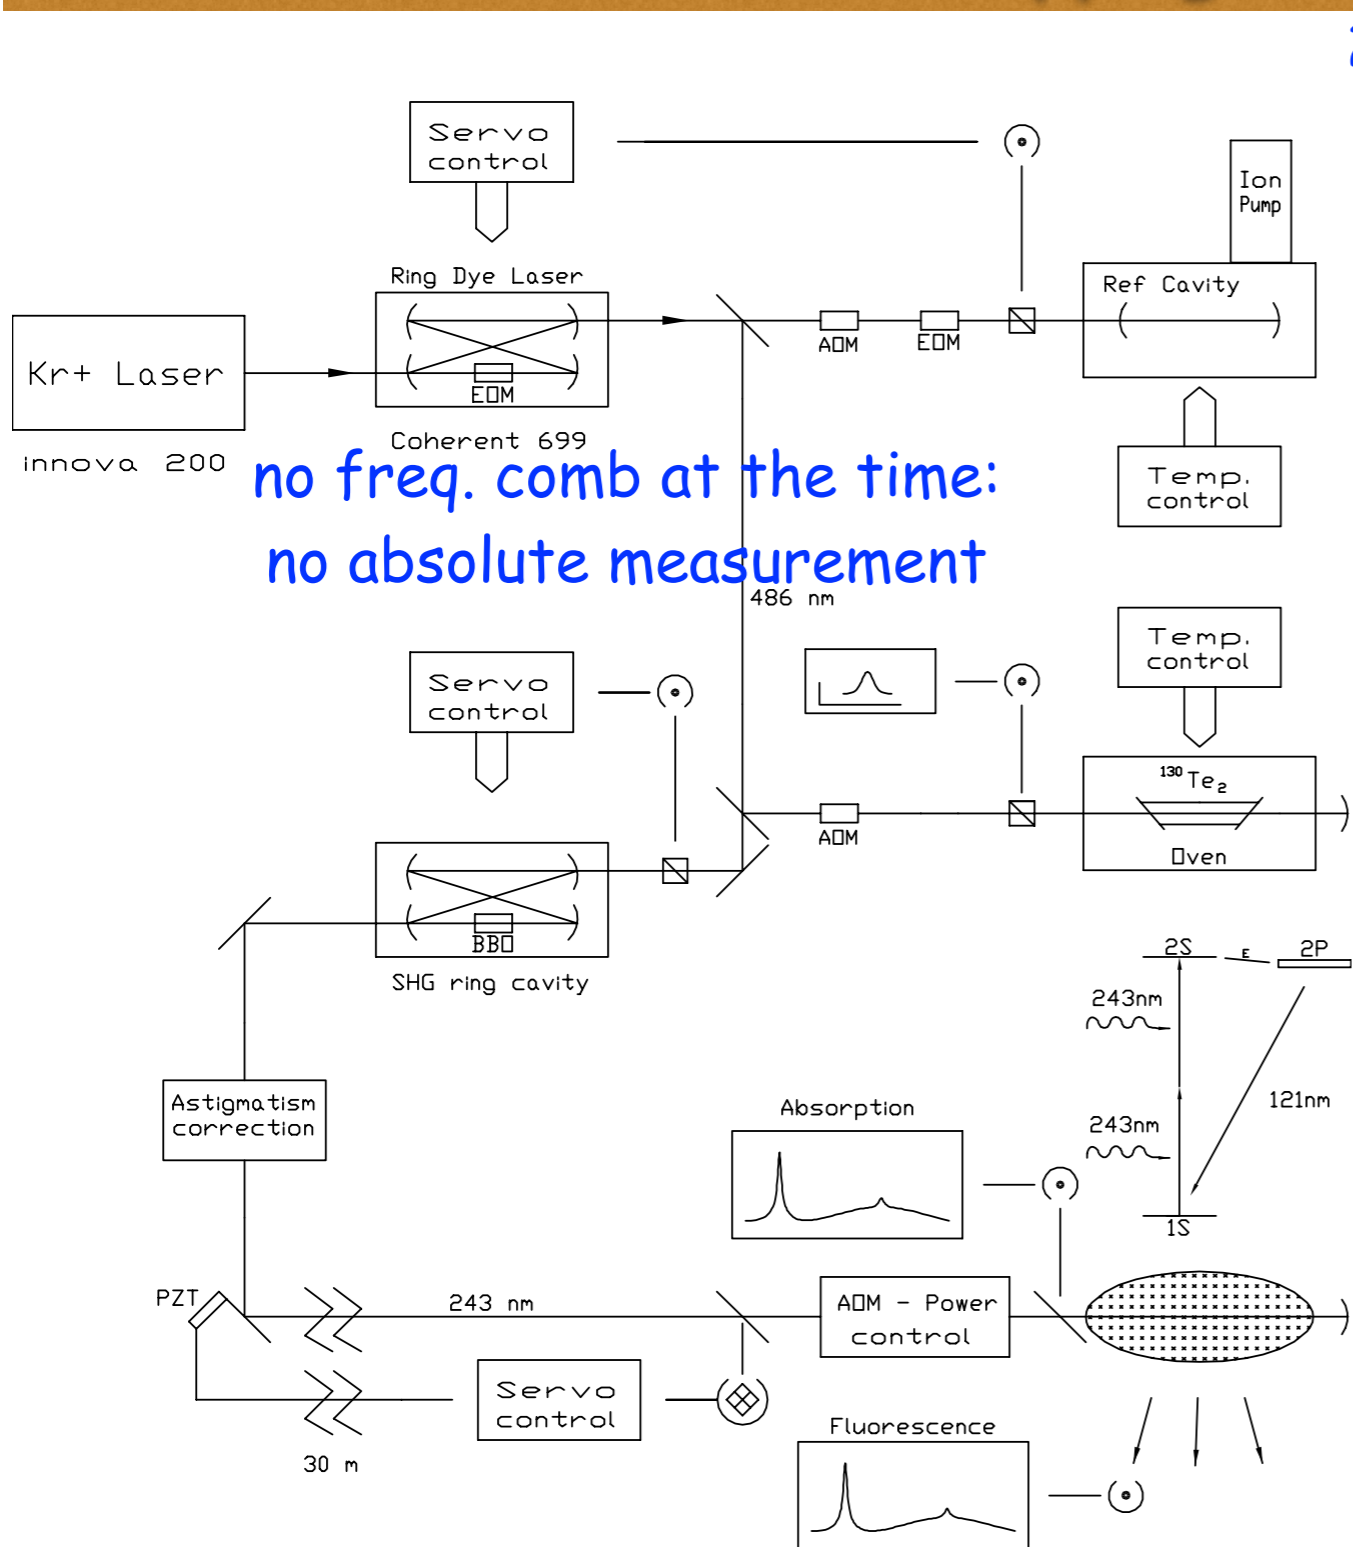 Servo
control
Ion
Pump
Ring Dye Laser
Ref Cavity
Kr+ Laser
AOM
EOM
EOM
innova 200
Coherent 699
no freq. comb at the time:
Temp.
control
no absolute measurement
486 nm
Temp.
control
Servo
control
130Te2
AOM
Oven
BBO
SHG ring cavity
2S
E
2P
243nm
Astigmatism
correction
Absorption
121nm
243nm
1S
PZT
243 nm
AOM - Power
control
Servo
control
Fluorescence
30 m